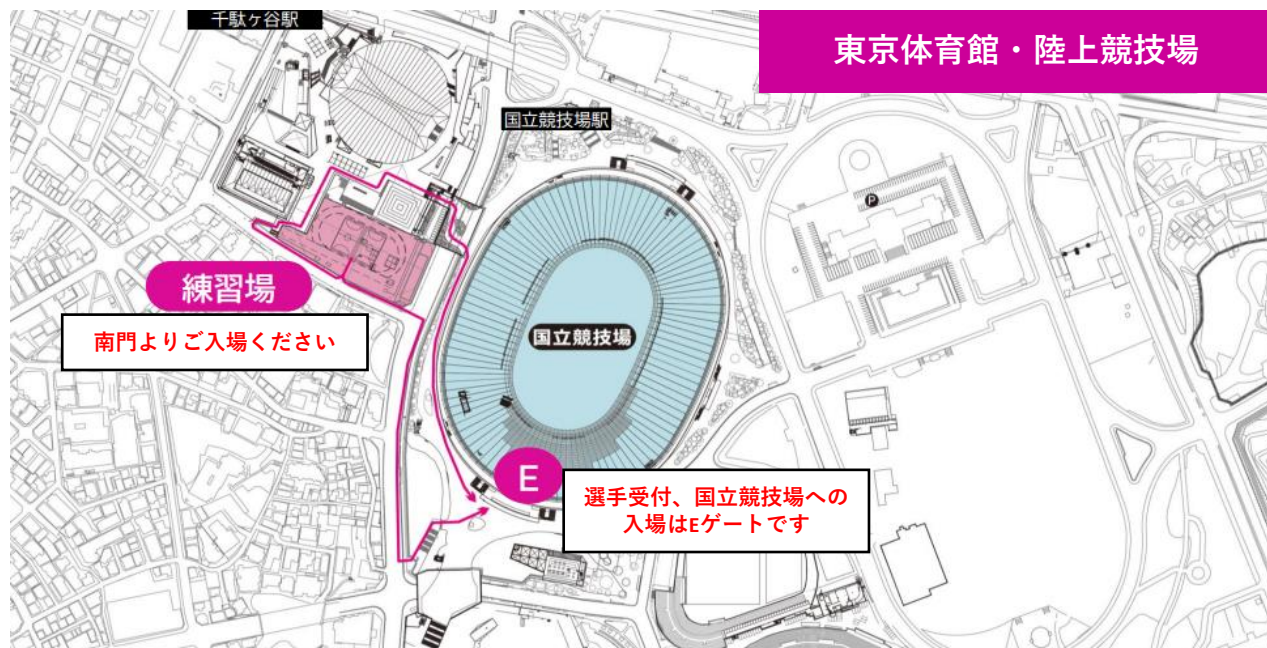 千駄ヶ谷駅
東京体育館・陸上競技場
国立競技場駅
P
練習場
南門よりご入場ください
国立競技場
E
選手受付、国立競技場への
入場はEゲートです